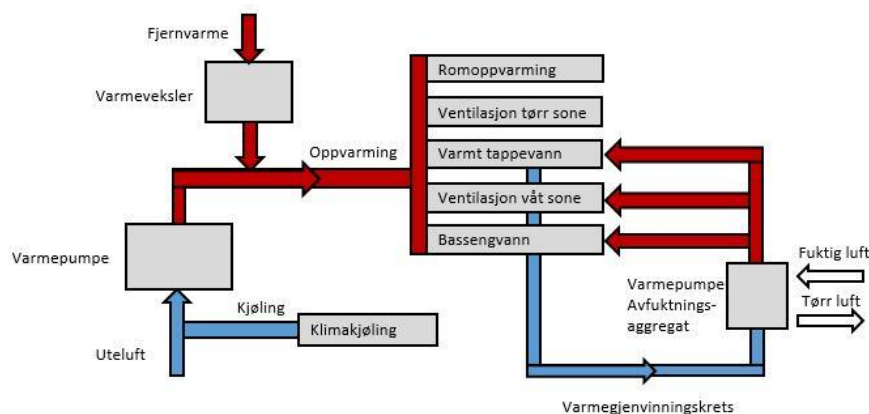 Fjernvarme
Varmeveksler
Oppvarming
Romoppvarming
Ventilasjon tørr sone
Varmt tappevann
Ventilasjon våt sone
Bassengvann
Varmepumpe
Kjøling
Klimakjøling
Uteluft
Varmepumpe
Avfuktnings-
aggregat
Fuktig luft
Tørr luft
Varmegjenvinningskrets